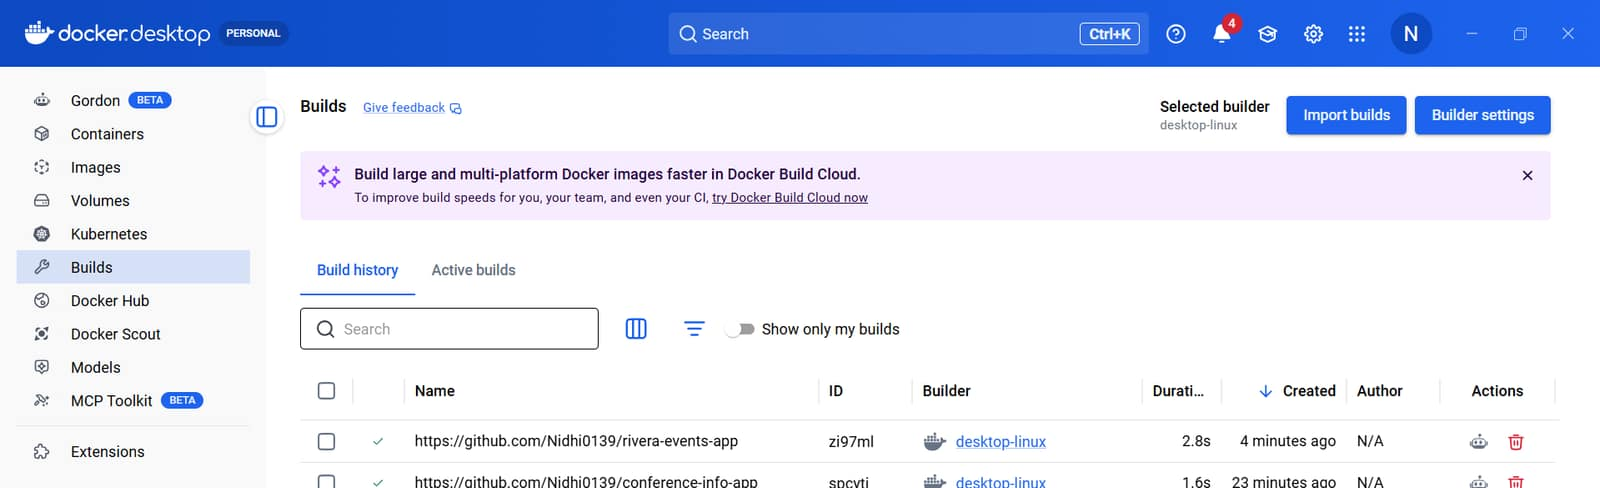 docker.desktop PERSONAL
Search Ctrl+K
4
N
Gordon BETA
Containers
Images
Volumes
Kubernetes
Builds
Docker Hub
Docker Scout
Models
MCP Toolkit BETA
Extensions
Builds Give feedback
Selected builder
desktop-linux
Import builds
Builder settings
Build large and multi-platform Docker images faster in Docker Build Cloud.
To improve build speeds for you, your team, and even your CI, try Docker Build Cloud now
Build history Active builds
Search
Show only my builds
Name ID Builder Durati... Created Author Actions
https://github.com/Nidhi0139/rivera-events-app zi97ml desktop-linux 2.8s 4 minutes ago N/A
https://github.com/Nidhi0139/conference-info-app spcvti desktop-linux 1.6s 23 minutes ago N/A